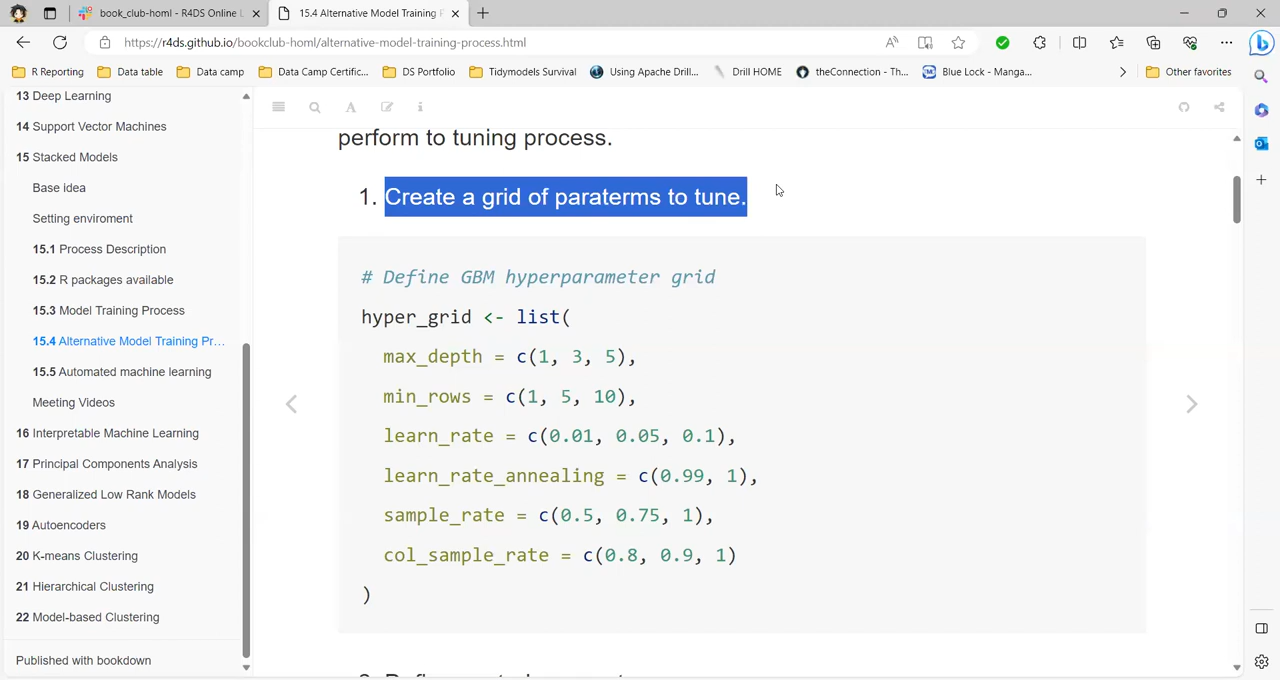 book_club-homl - R4DS Online L
15.4 Alternative Model Training P
https://r4ds.github.io/bookclub-homl/alternative-model-training-process.html
R Reporting
Data table
Data camp
Data Camp Certific...
DS Portfolio
Tidymodels Survival
Using Apache Drill...
Drill HOME
theConnection - Th...
Blue Lock - Manga...
Other favorites
13 Deep Learning
14 Support Vector Machines
15 Stacked Models
Base idea
Setting enviroment
15.1 Process Description
15.2 R packages available
15.3 Model Training Process
15.4 Alternative Model Training Pr...
15.5 Automated machine learning
Meeting Videos
16 Interpretable Machine Learning
17 Principal Components Analysis
18 Generalized Low Rank Models
19 Autoencoders
20 K-means Clustering
21 Hierarchical Clustering
22 Model-based Clustering
Published with bookdown
perform to tuning process.
1. Create a grid of paraterms to tune.
# Define GBM hyperparameter grid
hyper_grid <- list(
max_depth = c(1, 3, 5),
min_rows = c(1, 5, 10),
learn_rate = c(0.01, 0.05, 0.1),
learn_rate_annealing = c(0.99, 1),
sample_rate = c(0.5, 0.75, 1),
col_sample_rate = c(0.8, 0.9, 1)
)